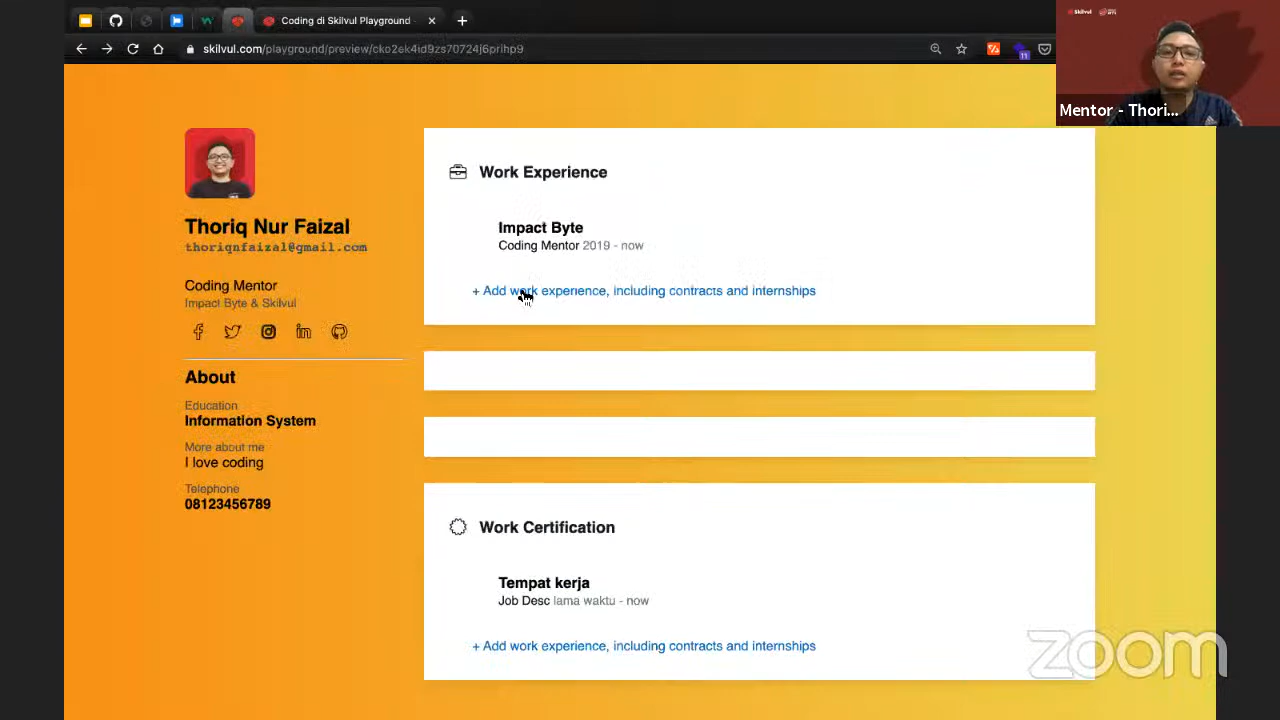 Coding di Skilvul Playground
skilvul.com/playground/preview/cko2ek4id9zs70724j6prihp9
11
Skilvul
Mentor - Thori...
Thoriq Nur Faizal
thoriqnfaizal@gmail.com
Coding Mentor
Impact Byte & Skilvul
About
Education
Information System
More about me
I love coding
Telephone
08123456789
Work Experience
Impact Byte
Coding Mentor 2019 - now
+ Add work experience, including contracts and internships
Work Certification
Tempat kerja
Job Desc lama waktu - now
+ Add work experience, including contracts and internships
zoom